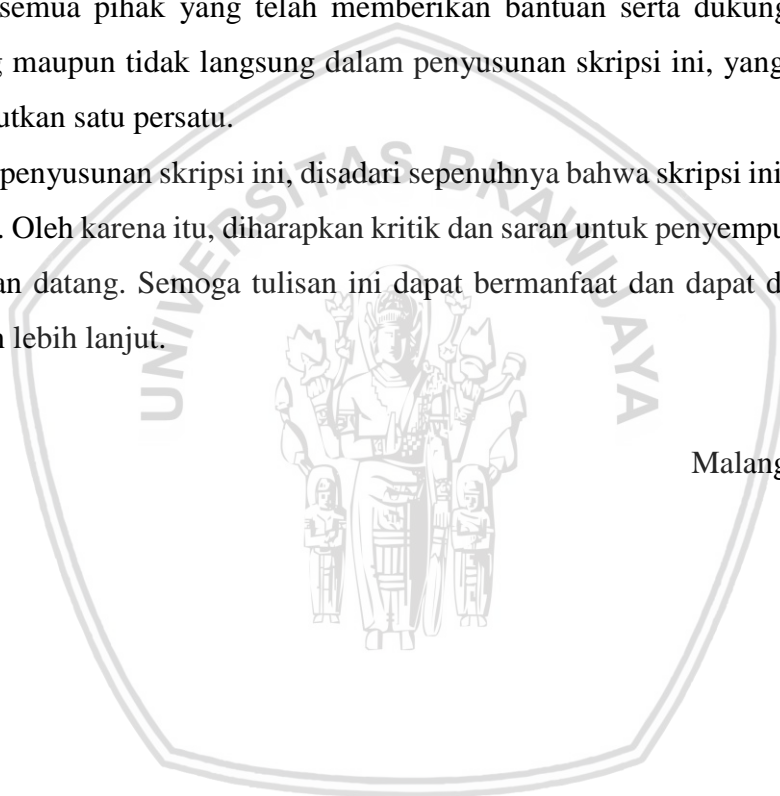 semua pihak yang telah memberikan bantuan serta dukung
g maupun tidak langsung dalam penyusunan skripsi ini, yang
utkan satu persatu.
penyusunan skripsi ini, disadari sepenuhnya bahwa skripsi ini
. Oleh karena itu, diharapkan kritik dan saran untuk penyempu
an datang. Semoga tulisan ini dapat bermanfaat dan dapat d
n lebih lanjut.
Malang
UNIVERSITAS BRAWIJAYA